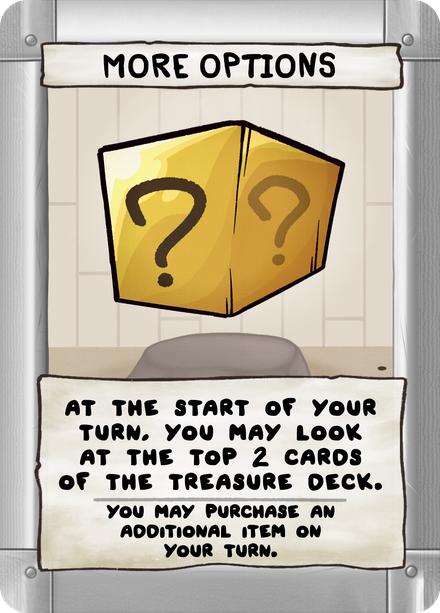 MORE OPTIONS
?
?
AT THE START OF YOUR
TURN, YOU MAY LOOK
AT THE TOP 2 CARDS
OF THE TREASURE DECK.
YOU MAY PURCHASE AN
ADDITIONAL ITEM ON
YOUR TURN.